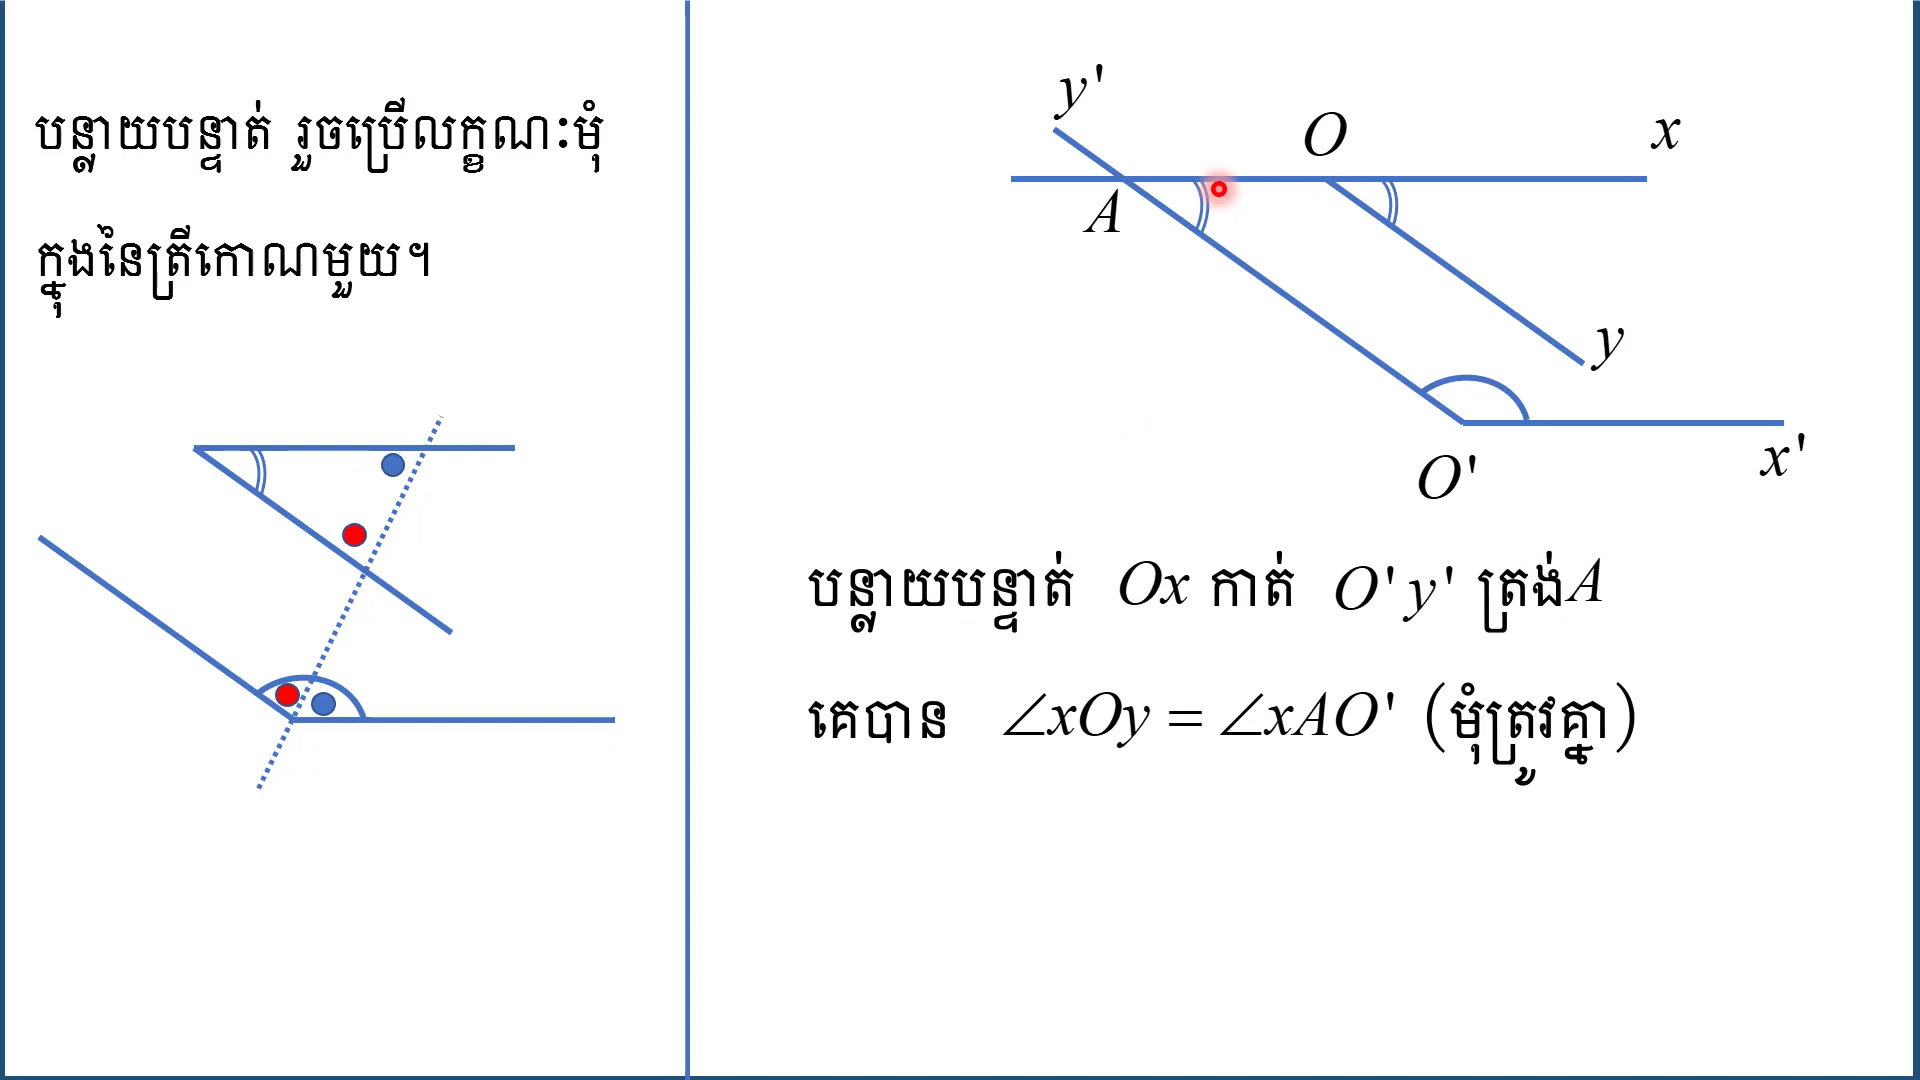 បន្លាយបន្ទាត់ រួចប្រើលក្ខណៈមុំ
ក្នុងនៃត្រីកោណមួយ។
y'
O
x
A
y
O'
x'
បន្លាយបន្ទាត់ Ox កាត់ O'y' ត្រង់A
គេបាន ∠xOy = ∠xAO' (មុំត្រូវគ្នា)